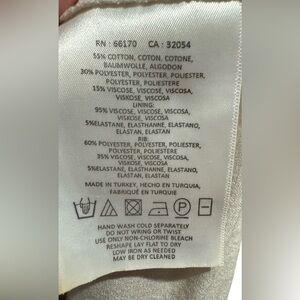 RN : 66170 CA : 32054
55% COTTON, COTON, COTONE,
BAUMWOLLE, ALGODON
30% POLYESTER, POLYESTER, POLIESTER,
POLYESTER, POLIESTERE
15% VISCOSE, VISCOSE, VISCOSA,
VISKOSE, VISCOSA
LINING:
95% VISCOSE, VISCOSE, VISCOSA,
VISKOSE, VISCOSA
5%ELASTANE, ELASTHANNE, ELASTANO,
ELASTAN, ELASTAN
RIB:
60% POLYESTER, POLYESTER, POLIESTER,
POLYESTER, POLIESTERE
35% VISCOSE, VISCOSE, VISCOSA,
VISKOSE, VISCOSA
5%ELASTANE, ELASTHANNE, ELASTANO,
ELASTAN, ELASTAN
MADE IN TURKEY, HECHO EN TURQUIA,
FABRIQUÉ EN TURQUIE
P
HAND WASH COLD SEPARATELY
DO NOT WRING OR TWIST
USE ONLY NON-CHLORINE BLEACH
RESHAPE LAY FLAT TO DRY
LOW IRON AS NEEDED
MAY BE DRY CLEANED